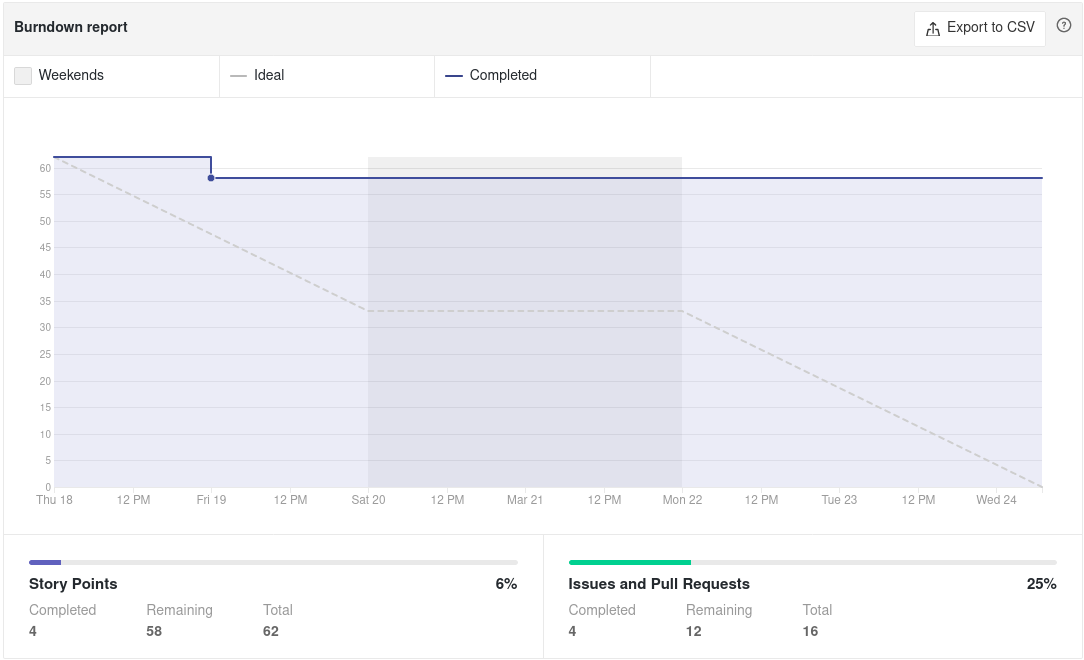 Burndown report
Export to CSV
?
Weekends
Ideal
Completed
60
55
50
45
40
35
30
25
20
15
10
5
0
Thu 18 12 PM Fri 19 12 PM Sat 20 12 PM Mar 21 12 PM Mon 22 12 PM Tue 23 12 PM Wed 24
Story Points 6%
Completed Remaining Total
4 58 62
Issues and Pull Requests 25%
Completed Remaining Total
4 12 16